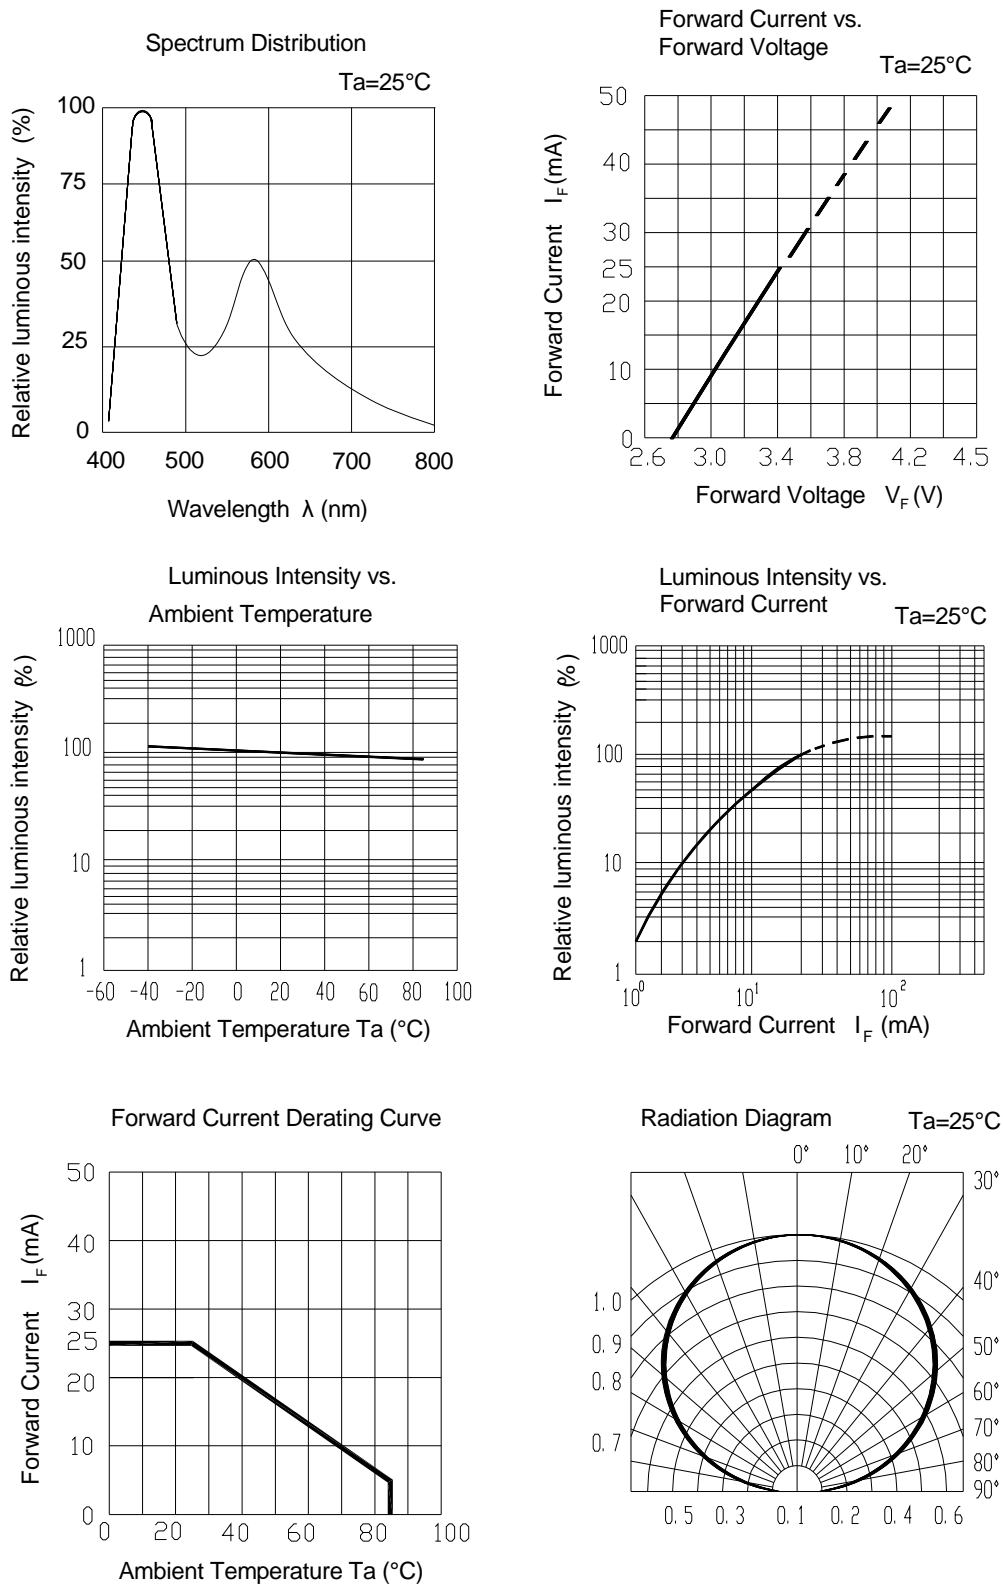 Spectrum Distribution
Ta=25°C
Relative luminous intensity (%)
100
75
50
25
0
400 500 600 700 800
Wavelength λ (nm)
Forward Current vs.
Forward Voltage
Ta=25°C
Forward Current I_F (mA)
50
40
30
25
20
10
0
2.6 3.0 3.4 3.8 4.2 4.5
Forward Voltage V_F (V)
Luminous Intensity vs.
Ambient Temperature
Relative luminous intensity (%)
1000
100
10
1
-60 -40 -20 0 20 40 60 80 100
Ambient Temperature Ta (°C)
Luminous Intensity vs.
Forward Current
Ta=25°C
Relative luminous intensity (%)
1000
100
10
1
10⁰ 10¹ 10²
Forward Current I_F (mA)
Forward Current Derating Curve
Forward Current I_F (mA)
50
40
30
25
20
10
0
0 20 40 60 80 100
Ambient Temperature Ta (°C)
Radiation Diagram
Ta=25°C
0° 10° 20°
30°
40°
50°
60°
70°
80°
90°
1.0
0.9
0.8
0.7
0.5 0.3 0.1 0.2 0.4 0.6